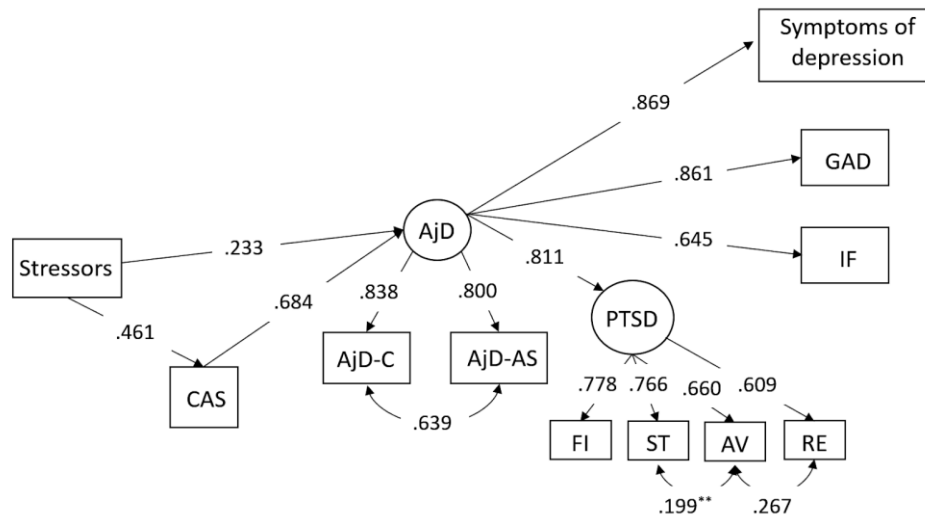 Symptoms of
depression
.869
GAD
.861
AjD
.233
.645
IF
.811
Stressors
.684
.838
.800
PTSD
.461
AjD-C
AjD-AS
.778
.766
.660
.609
CAS
.639
FI
ST
AV
RE
.199**
.267